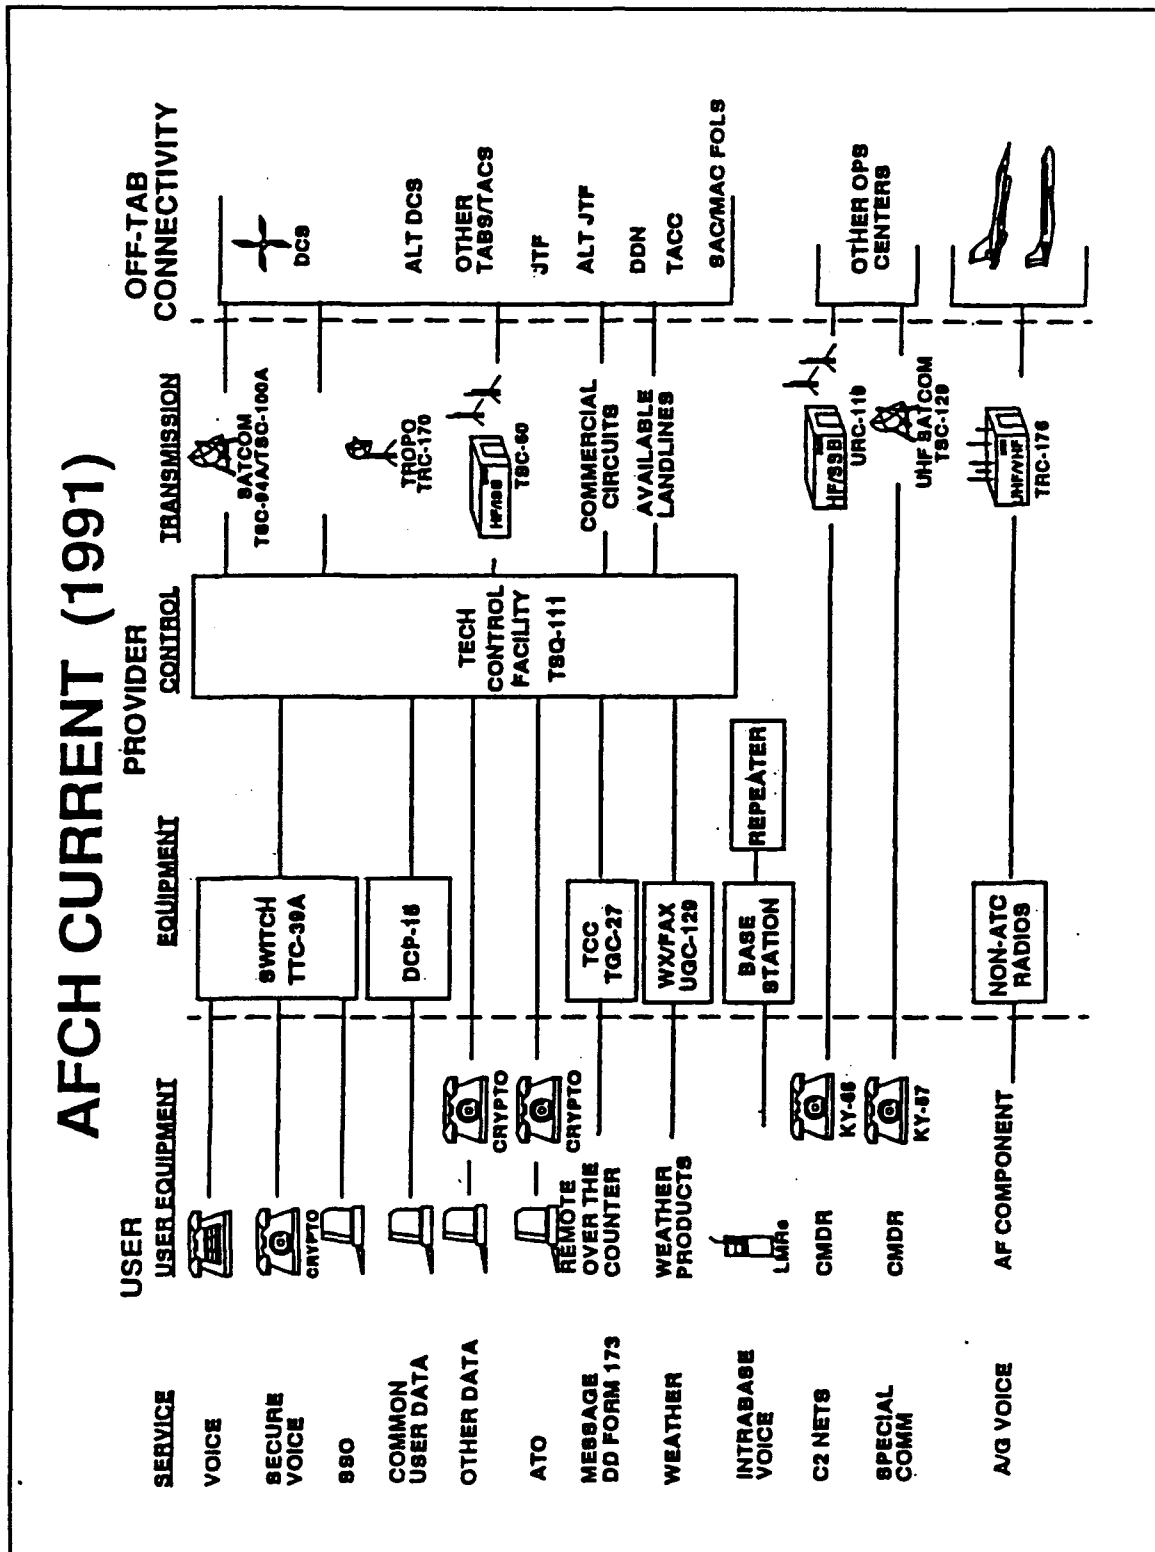 AFCH CURRENT (1991)
USER
PROVIDER
OFF-TAB
CONNECTIVITY
SERVICE
USER EQUIPMENT
EQUIPMENT
CONTROL
TRANSMISSION
VOICE
SECURE
VOICE
CRYPTO
SSO
SWITCH
TTC-39A
COMMON
USER DATA
DCP-15
OTHER DATA
CRYPTO
ATO
CRYPTO
MESSAGE
DD FORM 173
REMOTE
OVER THE
COUNTER
TCC
TGC-27
WEATHER
WEATHER
PRODUCTS
WX/FAX
UGC-129
INTRABASE
VOICE
LMRs
BASE
STATION
REPEATER
C2 NETS
CMDR
SPECIAL
COMM
CMDR
KY-57
A/G VOICE
AF COMPONENT
NON-ATC
RADIOS
TECH
CONTROL
FACILITY
TSQ-111
SATCOM
TSC-94A/TSC-100A
TROPO
TRC-170
TSC-60
COMMERCIAL
CIRCUITS
AVAILABLE
LANDLINES
HF/SSB
URC-119
UHF SATCOM
TSC-129
UHF/VHF
TRC-176
DCS
ALT DCS
OTHER
TABS/TACS
JTF
ALT JTF
DDN
TACC
SAC/MAC FOLS
OTHER OPS
CENTERS